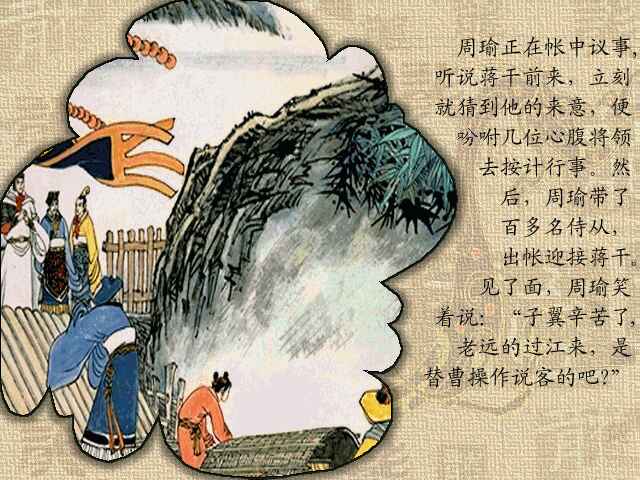 周瑜正在帐中议事,
听说蒋干前来，立刻
就猜到他的来意，便
吩咐几位心腹将领
去按计行事。然
后，周瑜带了
百多名侍从，
出帐迎接蒋干。
见了面，周瑜笑
着说：“子翼辛苦了,
老远的过江来，是
替曹操作说客的吧?”